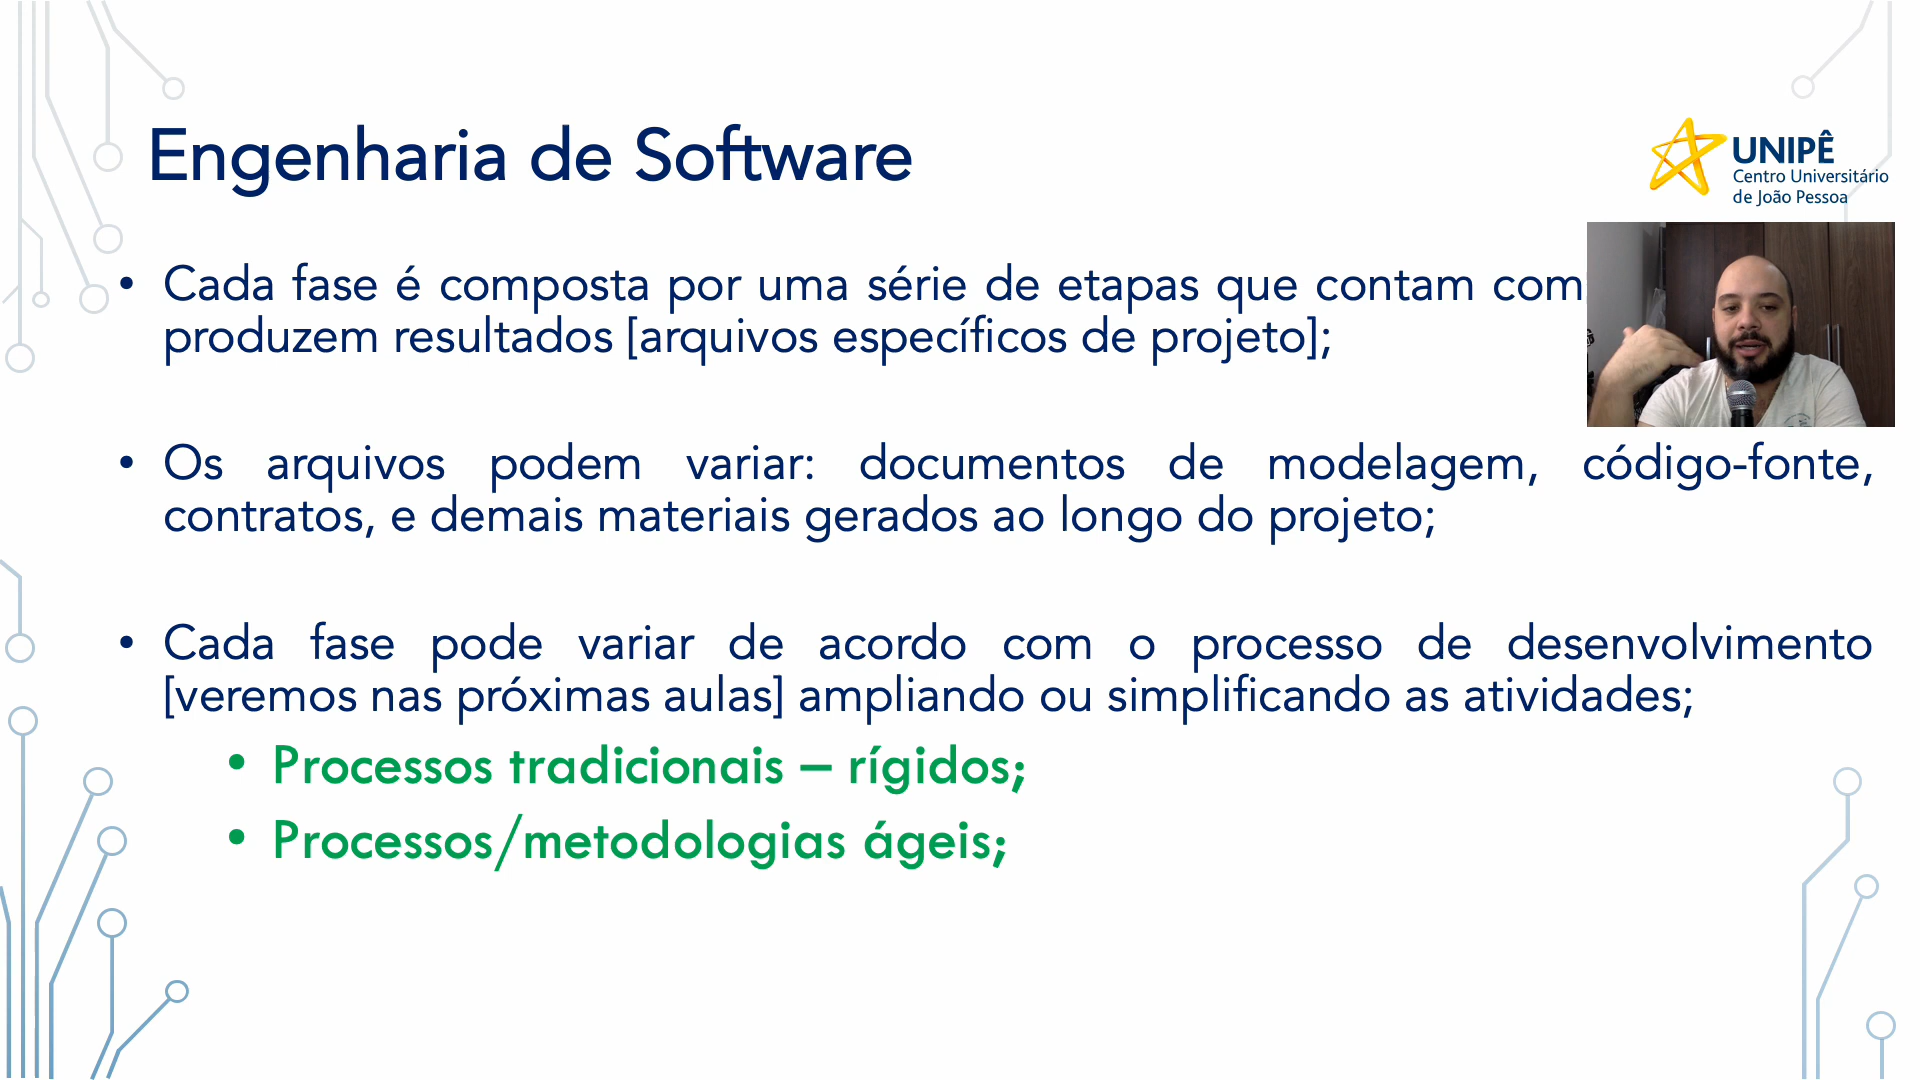 Engenharia de Software
UNIPÊ
Centro Universitário
de João Pessoa
• Cada fase é composta por uma série de etapas que contam com
produzem resultados [arquivos específicos de projeto];
• Os arquivos podem variar: documentos de modelagem, código-fonte,
contratos, e demais materiais gerados ao longo do projeto;
• Cada fase pode variar de acordo com o processo de desenvolvimento
[veremos nas próximas aulas] ampliando ou simplificando as atividades;
• Processos tradicionais – rígidos;
• Processos/metodologias ágeis;